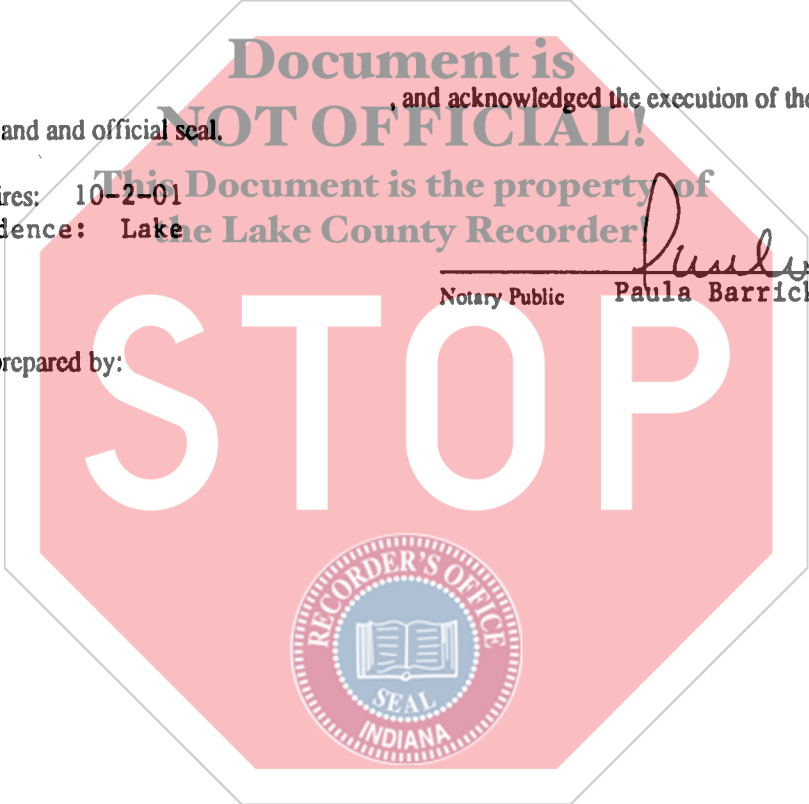 Document is
, and acknowledged the execution of the
NOT OFFICIAL!
and and official seal.
This Document is the property of
ires: 10-2-01
the Lake County Recorder!
dence: Lake
Notary Public Paula Barrick
prepared by:
STOP
RECORDER'S OFFICE
SEAL
INDIANA